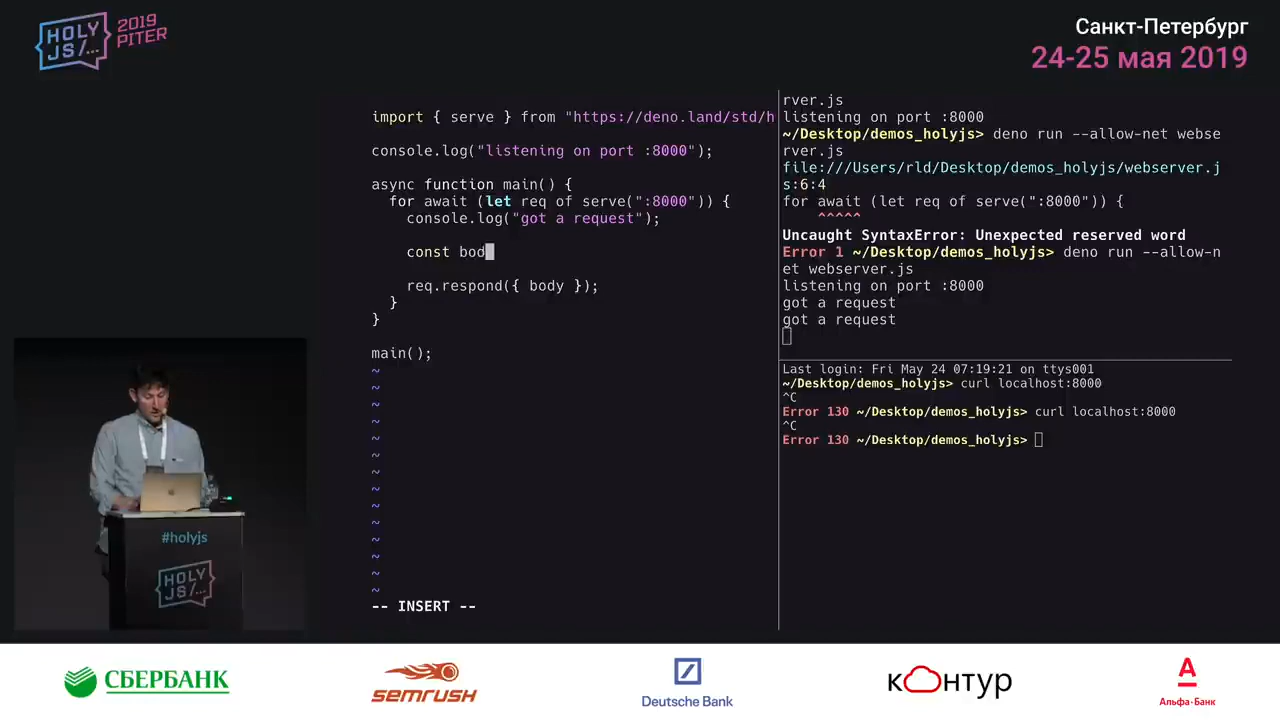 HOLY
JS/...
2019
PITER
Санкт-Петербург
24-25 мая 2019
import { serve } from "https://deno.land/std/h
console.log("listening on port :8000");
async function main() {
for await (let req of serve(":8000")) {
console.log("got a request");
const bod
req.respond({ body });
}
}
main();
~
~
~
~
~
~
~
~
~
~
~
~
~
~
-- INSERT --
rver.js
listening on port :8000
~/Desktop/demos_holyjs> deno run --allow-net webse
rver.js
file:///Users/rld/Desktop/demos_holyjs/webserver.j
s:6:4
for await (let req of serve(":8000")) {
^^^^^
Uncaught SyntaxError: Unexpected reserved word
Error 1 ~/Desktop/demos_holyjs> deno run --allow-n
et webserver.js
listening on port :8000
got a request
got a request
Last login: Fri May 24 07:19:21 on ttys001
~/Desktop/demos_holyjs> curl localhost:8000
^C
Error 130 ~/Desktop/demos_holyjs> curl localhost:8000
^C
Error 130 ~/Desktop/demos_holyjs>
#holyjs
HOLY
JS/...
СБЕРБАНК
semrush
Deutsche Bank
контур
А
Альфа·Банк